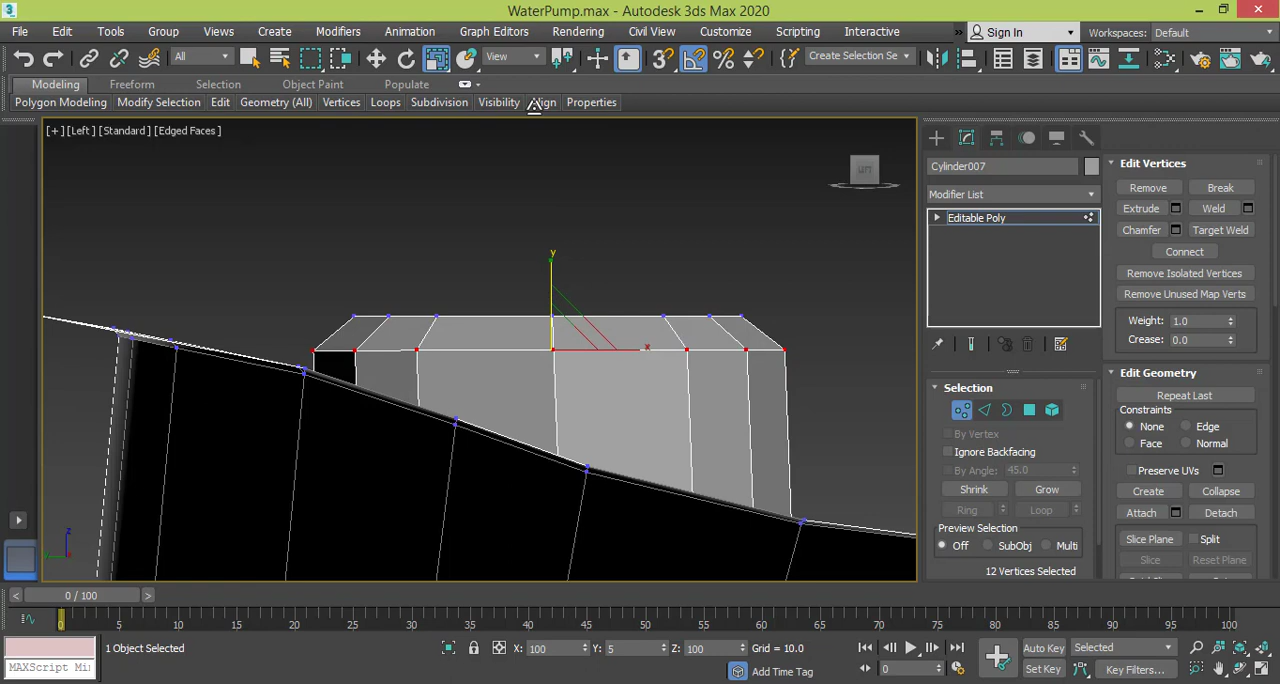 WaterPump.max - Autodesk 3ds Max 2020
File Edit Tools Group Views Create Modifiers Animation Graph Editors Rendering Civil View Customize Scripting Interactive Sign In Workspaces: Default
All View Create Selection Se
Modeling Freeform Selection Object Paint Populate
Polygon Modeling Modify Selection Edit Geometry (All) Vertices Loops Subdivision Visibility Align Properties
[+] [Left] [Standard] [Edged Faces]
Cylinder007
Modifier List
Editable Poly
Edit Vertices
Remove Break
Extrude Weld
Chamfer Target Weld
Connect
Remove Isolated Vertices
Remove Unused Map Verts
Weight: 1.0
Crease: 0.0
Edit Geometry
Repeat Last
Constraints
None Edge
Face Normal
Preserve UVs
Create Collapse
Attach Detach
Slice Plane Split
Slice Reset Plane
Selection
By Vertex
Ignore Backfacing
By Angle: 45.0
Shrink Grow
Ring Loop
Preview Selection
Off SubObj Multi
12 Vertices Selected
y
x
z
0 / 100
0 5 10 15 20 25 30 35 40 45 50 55 60 65 70 75 80 85 90 95 100
MAXScript Mi
1 Object Selected
X: 100 Y: 5 Z: 100 Grid = 10.0
Add Time Tag
0
Auto Key Selected
Set Key Key Filters...